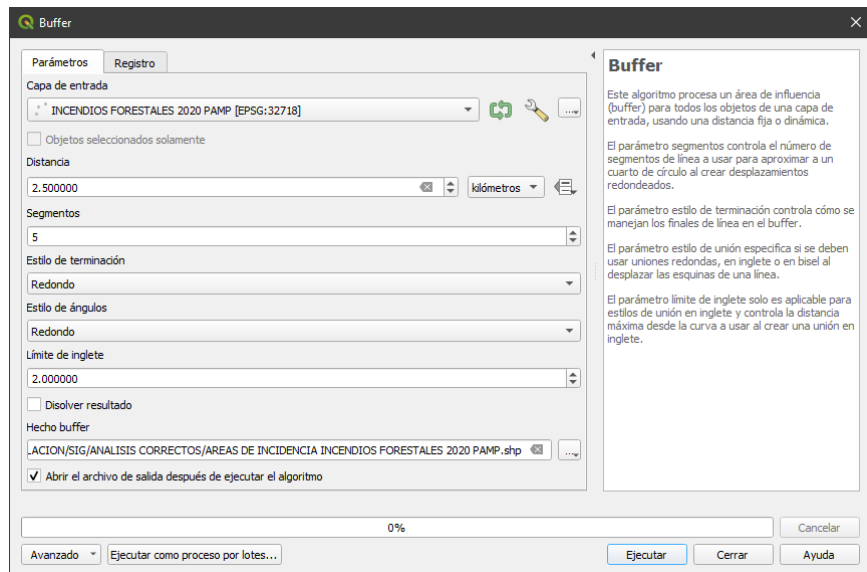 Buffer
Parámetros
Registro
Capa de entrada
INCENDIOS FORESTALES 2020 PAMP [EPSG:32718]
...
Objetos seleccionados solamente
Distancia
2.500000
kilómetros
Segmentos
5
Estilo de terminación
Redondo
Estilo de ángulos
Redondo
Límite de inglete
2.000000
Disolver resultado
Hecho buffer
LACION/SIG/ANALISIS CORRECTOS/AREAS DE INCIDENCIA INCENDIOS FORESTALES 2020 PAMP.shp
...
Abrir el archivo de salida después de ejecutar el algoritmo
Buffer
Este algoritmo procesa un área de influencia
(buffer) para todos los objetos de una capa de
entrada, usando una distancia fija o dinámica.
El parámetro segmentos controla el número de
segmentos de línea a usar para aproximar a un
cuarto de círculo al crear desplazamientos
redondeados.
El parámetro estilo de terminación controla cómo se
manejan los finales de línea en el buffer.
El parámetro estilo de unión especifica si se deben
usar uniones redondas, en inglete o en bisel al
desplazar las esquinas de una línea.
El parámetro límite de inglete solo es aplicable para
estilos de unión en inglete y controla la distancia
máxima desde la curva a usar al crear una unión en
inglete.
0%
Cancelar
Avanzado
Ejecutar como proceso por lotes...
Ejecutar
Cerrar
Ayuda